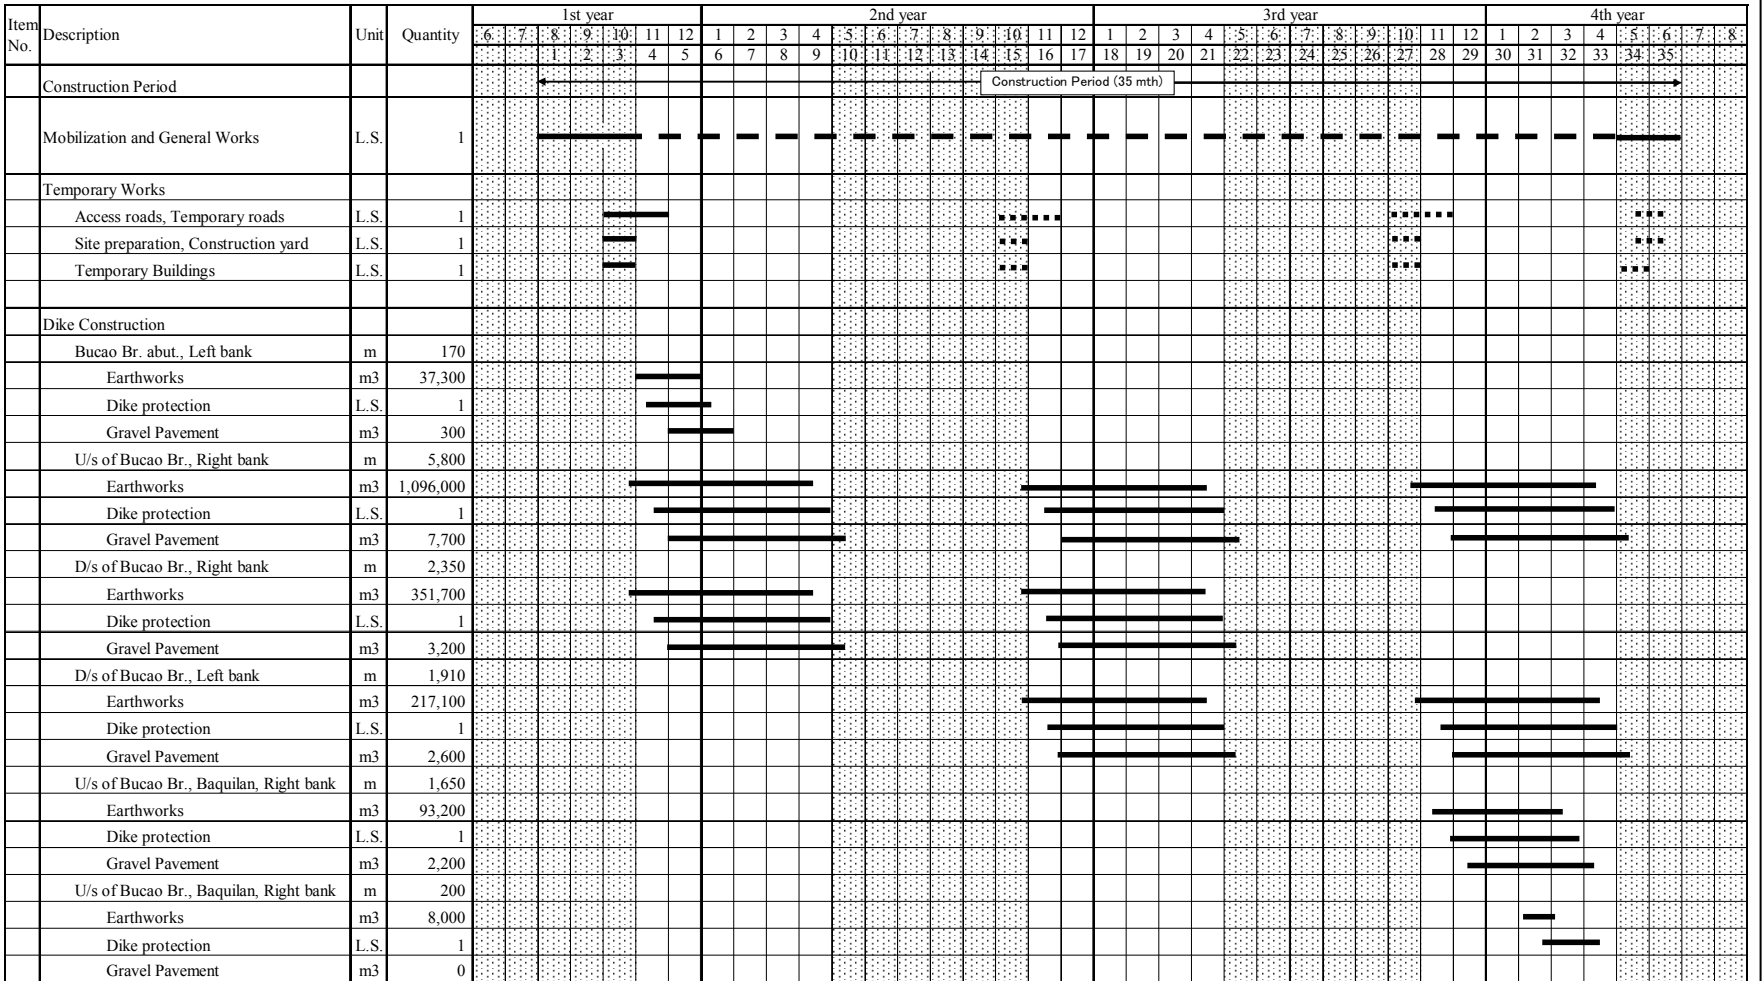 1st year 2nd year 3rd year 4th year
Item No. Description Unit Quantity 6 7 8 9 10 11 12 1 2 3 4 5 6 7 8 9 10 11 12 1 2 3 4 5 6 7 8 9 10 11 12 1 2 3 4 5 6 7 8
1 2 3 4 5 6 7 8 9 10 11 12 13 14 15 16 17 18 19 20 21 22 23 24 25 26 27 28 29 30 31 32 33 34 35
Construction Period Construction Period (35 mth)
Mobilization and General Works L.S. 1
Temporary Works
Access roads, Temporary roads L.S. 1
Site preparation, Construction yard L.S. 1
Temporary Buildings L.S. 1
Dike Construction
Bucao Br. abut., Left bank m 170
Earthworks m3 37,300
Dike protection L.S. 1
Gravel Pavement m3 300
U/s of Bucao Br., Right bank m 5,800
Earthworks m3 1,096,000
Dike protection L.S. 1
Gravel Pavement m3 7,700
D/s of Bucao Br., Right bank m 2,350
Earthworks m3 351,700
Dike protection L.S. 1
Gravel Pavement m3 3,200
D/s of Bucao Br., Left bank m 1,910
Earthworks m3 217,100
Dike protection L.S. 1
Gravel Pavement m3 2,600
U/s of Bucao Br., Baquilan, Right bank m 1,650
Earthworks m3 93,200
Dike protection L.S. 1
Gravel Pavement m3 2,200
U/s of Bucao Br., Baquilan, Right bank m 200
Earthworks m3 8,000
Dike protection L.S. 1
Gravel Pavement m3 0